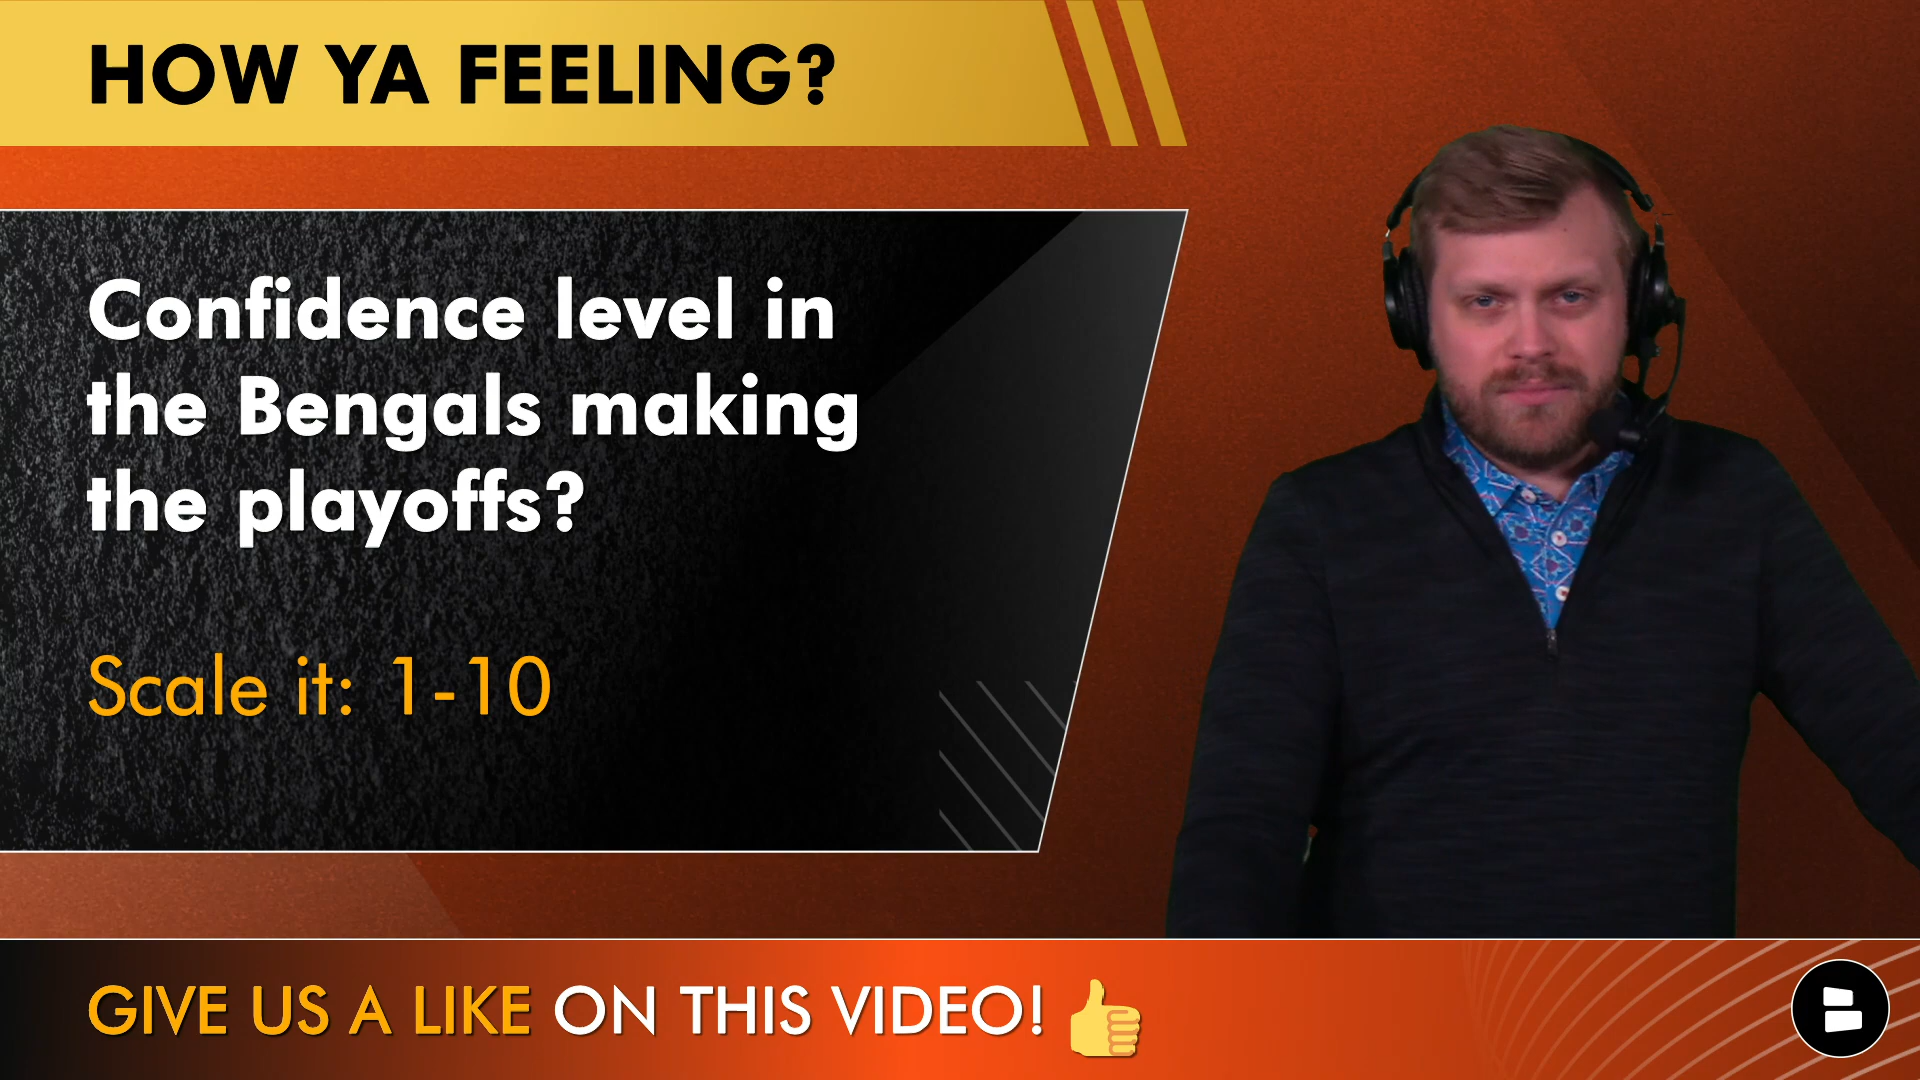 HOW YA FEELING?
Confidence level in
the Bengals making
the playoffs?
Scale it: 1-10
GIVE US A LIKE ON THIS VIDEO!